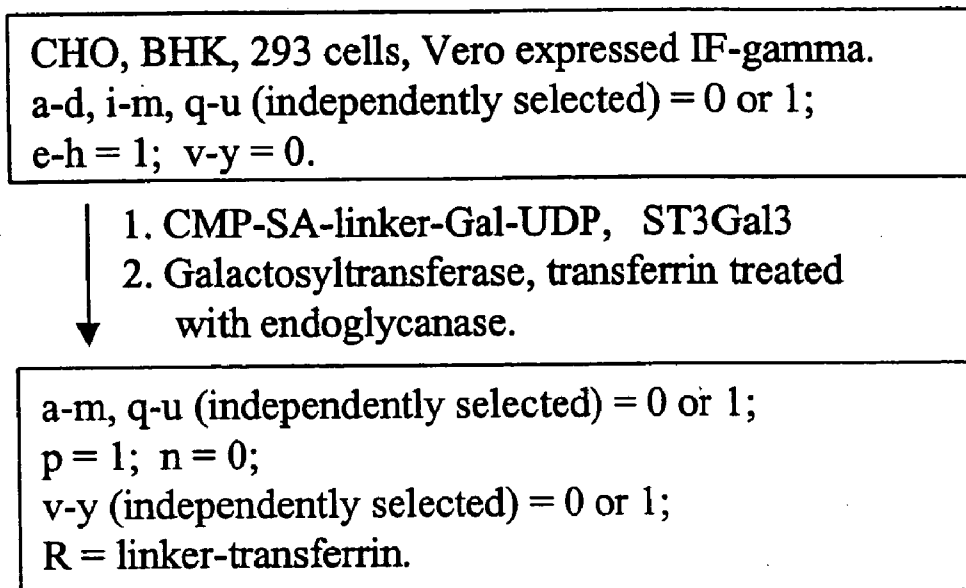 CHO, BHK, 293 cells, Vero expressed IF-gamma.
a-d, i-m, q-u (independently selected) = 0 or 1;
e-h = 1; v-y = 0.
1. CMP-SA-linker-Gal-UDP, ST3Gal3
2. Galactosyltransferase, transferrin treated
with endoglycanase.
a-m, q-u (independently selected) = 0 or 1;
p = 1; n = 0;
v-y (independently selected) = 0 or 1;
R = linker-transferrin.